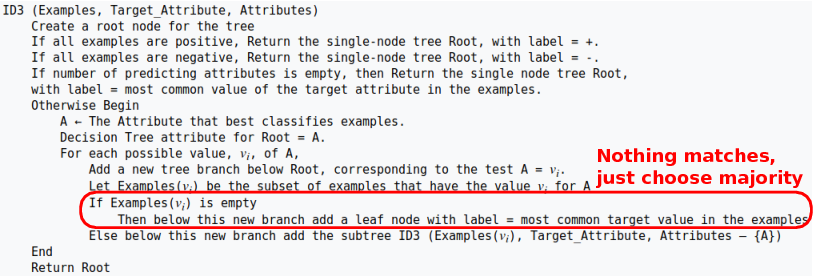 ID3 (Examples, Target_Attribute, Attributes)
Create a root node for the tree
If all examples are positive, Return the single-node tree Root, with label = +.
If all examples are negative, Return the single-node tree Root, with label = -.
If number of predicting attributes is empty, then Return the single node tree Root,
with label = most common value of the target attribute in the examples.
Otherwise Begin
A ← The Attribute that best classifies examples.
Decision Tree attribute for Root = A.
For each possible value, vᵢ, of A,
Add a new tree branch below Root, corresponding to the test A = vᵢ.
Let Examples(vᵢ) be the subset of examples that have the value vᵢ for A
Nothing matches,
just choose majority
If Examples(vᵢ) is empty
Then below this new branch add a leaf node with label = most common target value in the examples
Else below this new branch add the subtree ID3 (Examples(vᵢ), Target_Attribute, Attributes – {A})
End
Return Root